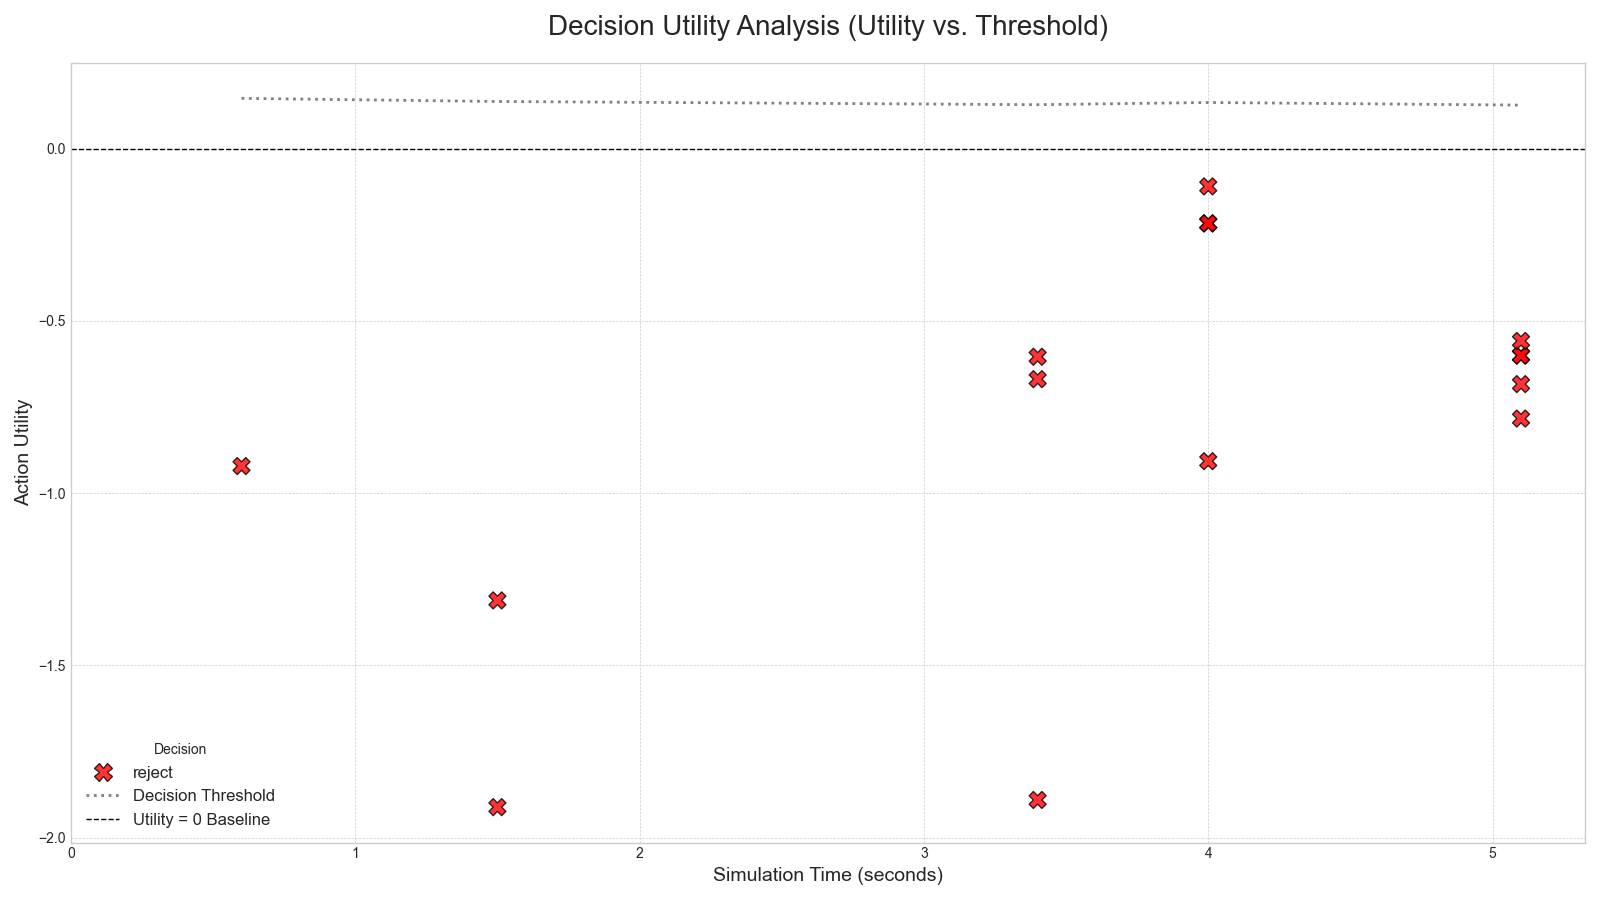 Decision Utility Analysis (Utility vs. Threshold)
Action Utility
0.0
−0.5
−1.0
−1.5
−2.0
Decision
reject
Decision Threshold
Utility = 0 Baseline
0 1 2 3 4 5
Simulation Time (seconds)